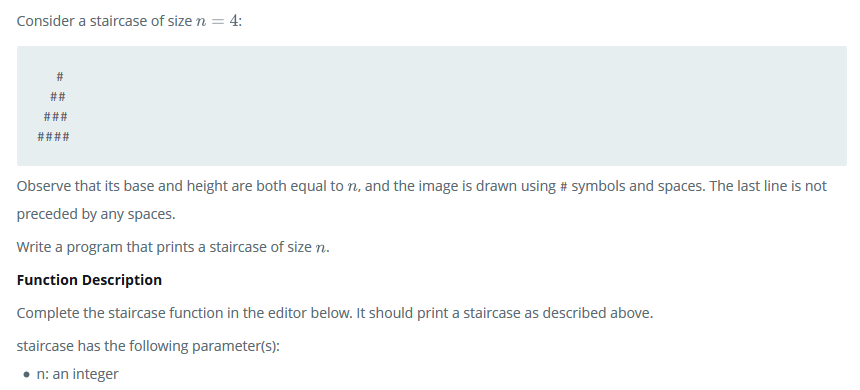 Consider a staircase of size n = 4:
   #
  ##
 ###
####
Observe that its base and height are both equal to n, and the image is drawn using # symbols and spaces. The last line is not
preceded by any spaces.
Write a program that prints a staircase of size n.
Function Description
Complete the staircase function in the editor below. It should print a staircase as described above.
staircase has the following parameter(s):
• n: an integer